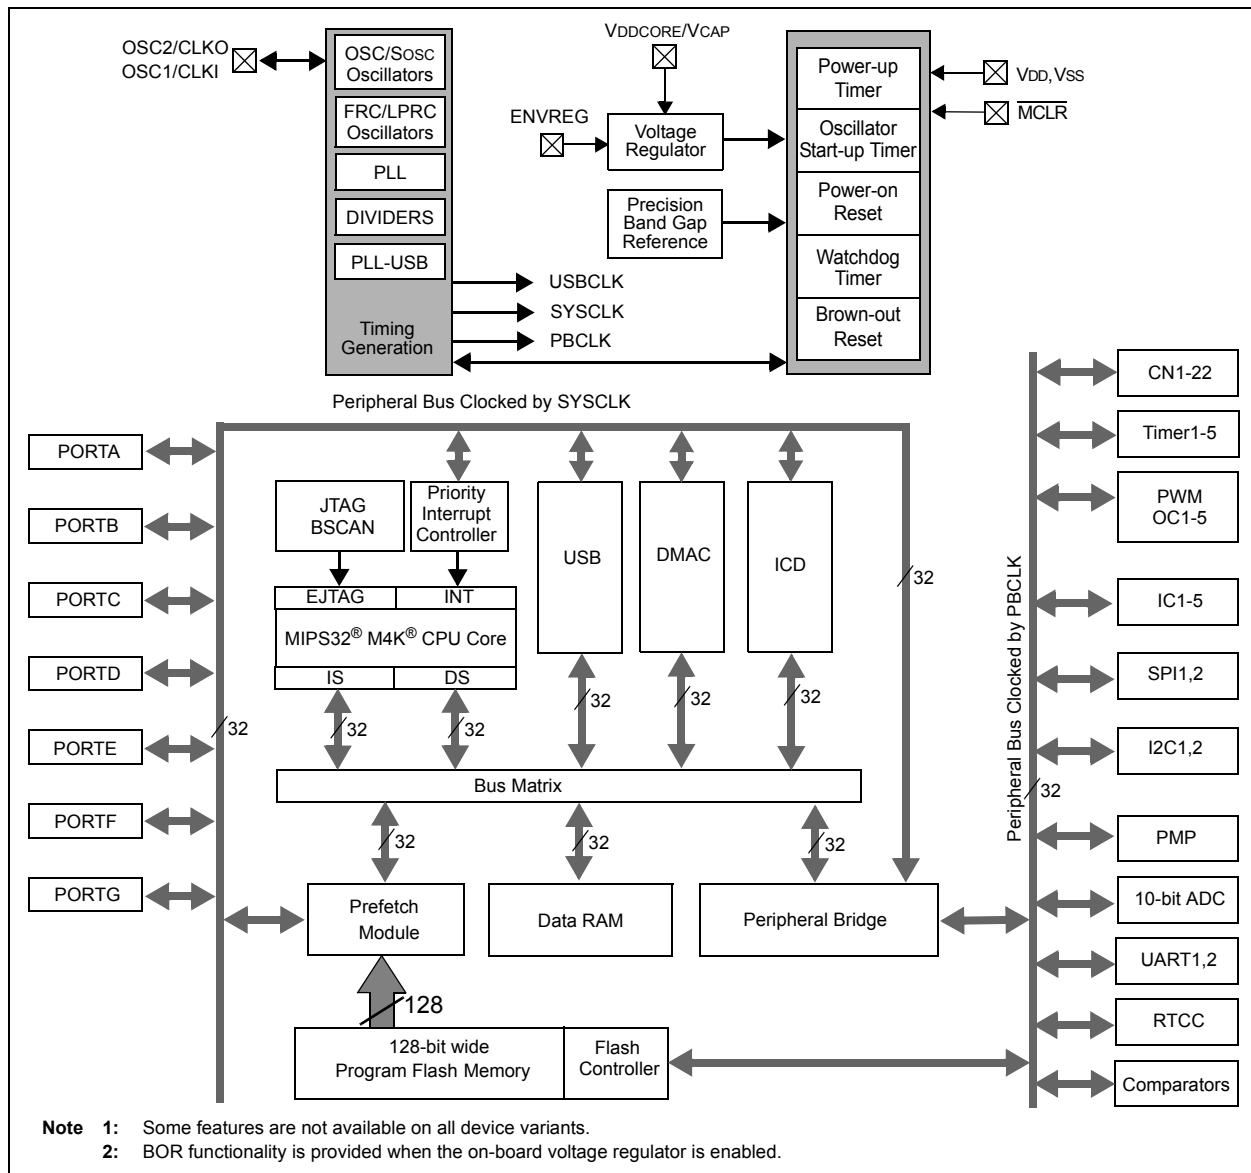 OSC2/CLKO
OSC1/CLKI
OSC/SOSC
Oscillators
FRC/LPRC
Oscillators
PLL
DIVIDERS
PLL-USB
Timing
Generation
USBCLK
SYSCLK
PBCLK
VDDCORE/VCAP
ENVREG
Voltage
Regulator
Precision
Band Gap
Reference
Power-up
Timer
Oscillator
Start-up Timer
Power-on
Reset
Watchdog
Timer
Brown-out
Reset
VDD, VSS
MCLR
Peripheral Bus Clocked by SYSCLK
PORTA
PORTB
PORTC
PORTD
PORTE
PORTF
PORTG
32
JTAG
BSCAN
Priority
Interrupt
Controller
EJTAG
INT
MIPS32® M4K® CPU Core
IS
DS
USB
DMAC
ICD
32
32
32
32
32
32
32
Bus Matrix
32
32
32
Prefetch
Module
Data RAM
Peripheral Bridge
128
128-bit wide
Program Flash Memory
Flash
Controller
Peripheral Bus Clocked by PBCLK
CN1-22
Timer1-5
PWM
OC1-5
IC1-5
SPI1,2
I2C1,2
PMP
10-bit ADC
UART1,2
RTCC
Comparators
Note 1: Some features are not available on all device variants.
2: BOR functionality is provided when the on-board voltage regulator is enabled.